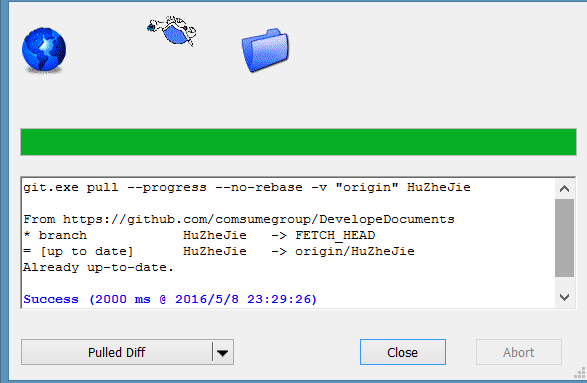 git.exe pull --progress --no-rebase -v "origin" HuZheJie
From https://github.com/comsumegroup/DevelopeDocuments
* branch            HuZheJie   -> FETCH_HEAD
= [up to date]      HuZheJie   -> origin/HuZheJie
Already up-to-date.
Success (2000 ms @ 2016/5/8 23:29:26)
Pulled Diff
Close
Abort